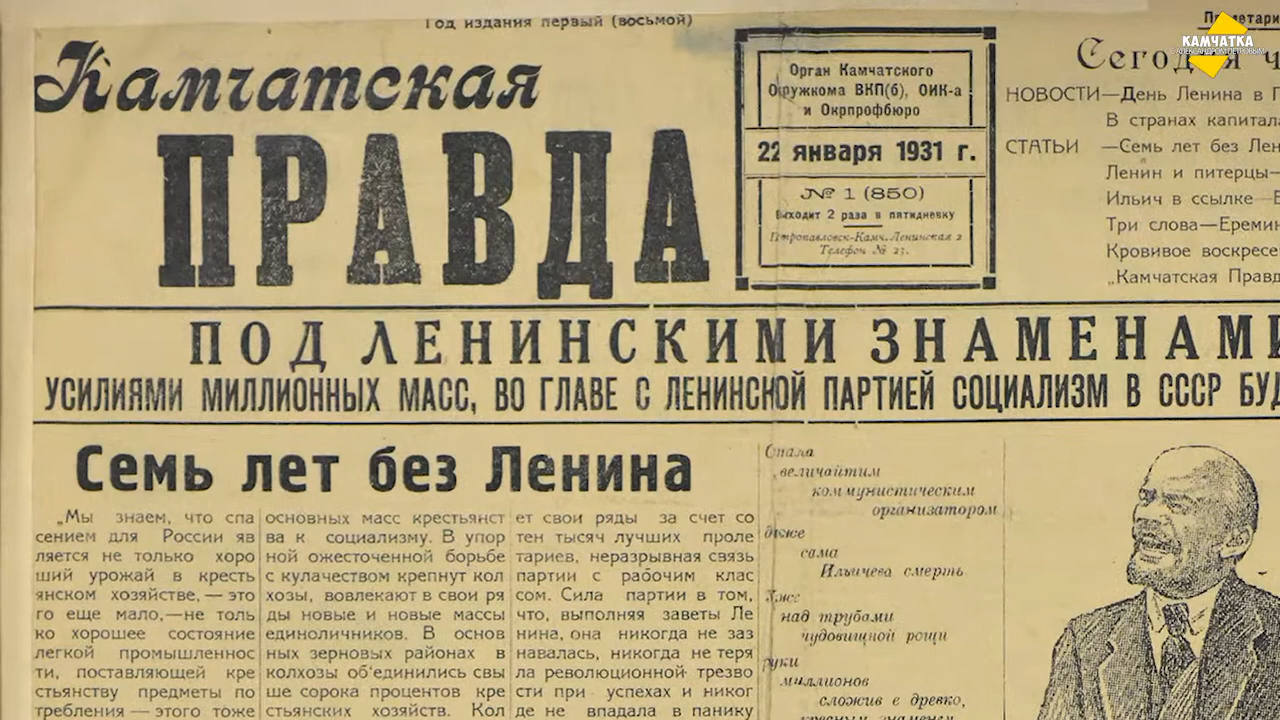 Год издания первый (восьмой)
КАМЧАТКА
С АЛЕКСАНДРОМ ПЕТРОВЫМ
Камчатская
ПРАВДА
Орган Камчатского
Окружкома ВКП(б), ОИК-а
и Окрпрофбюро
22 января 1931 г.
№ 1 (850)
Выходит 2 раза в пятидневку
Петропавловск-Камч. Ленинская 2
Телефон № 23.
Сегодня
НОВОСТИ—День Ленина в
В странах капитал
СТАТЬИ —Семь лет без Лен
Ленин и питерцы—
Ильич в ссылке—
Три слова—Еремин
Кровивое воскресе
„Камчатская Правд
ПОД ЛЕНИНСКИМИ ЗНАМЕНАМИ
УСИЛИЯМИ МИЛЛИОННЫХ МАСС, ВО ГЛАВЕ С ЛЕНИНСКОЙ ПАРТИЕЙ СОЦИАЛИЗМ В СССР БУД
Семь лет без Ленина
„Мы знаем, что спа
сением для России яв
ляется не только хоро
ший урожай в кресть
янском хозяйстве, — это
го еще мало,—не толь
ко хорошее состояние
легкой промышленнос
ти, поставляющей кре
стьянству предметы по
требления — этого тоже
основных масс крестьянст
ва к социализму. В упор
ной ожесточенной борьбе
с кулачеством крепнут кол
хозы, вовлекают в свои ря
ды новые и новые массы
единоличников. В основ
ных зерновых районах в
колхозы об'единились свы
ше сорока процентов кре
стьянских хозяйств. Кол
ет свои ряды за счет со
тен тысяч лучших проле
тариев, неразрывная связь
партии с рабочим клас
сом. Сила партии в том,
что, выполняя заветы Ле
нина, она никогда не заз
навалась, никогда не теря
ла революционной трезво
сти при успехах и никог
де не впадала в панику
Стала
величайшим
коммунистическим
организатором
даже
сама
Ильичева смерть
Уже
над трубами
чудовищной рощи
руки
миллионов
сложив в древко,
красным знаменем